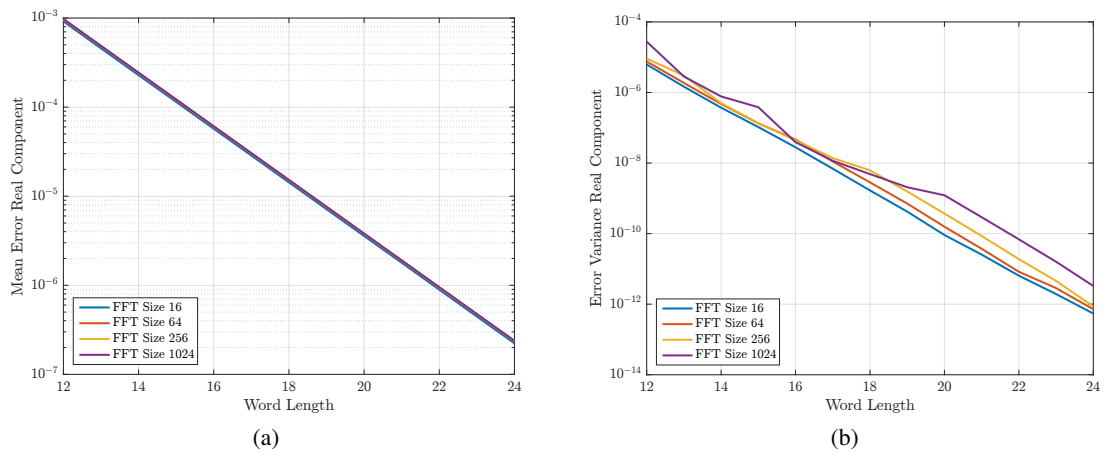 10^{-3}
10^{-4}
10^{-5}
10^{-6}
10^{-7}
Mean Error Real Component
FFT Size 16
FFT Size 64
FFT Size 256
FFT Size 1024
12 14 16 18 20 22 24
Word Length
(a)
10^{-4}
10^{-6}
10^{-8}
10^{-10}
10^{-12}
10^{-14}
Error Variance Real Component
FFT Size 16
FFT Size 64
FFT Size 256
FFT Size 1024
12 14 16 18 20 22 24
Word Length
(b)